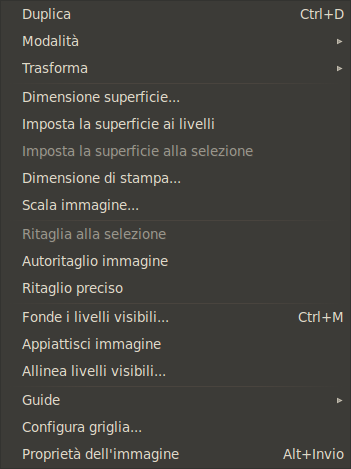 Duplica Ctrl+D
Modalità
Trasforma
Dimensione superficie...
Imposta la superficie ai livelli
Imposta la superficie alla selezione
Dimensione di stampa...
Scala immagine...
Ritaglia alla selezione
Autoritaglio immagine
Ritaglio preciso
Fonde i livelli visibili... Ctrl+M
Appiattisci immagine
Allinea livelli visibili...
Guide
Configura griglia...
Proprietà dell'immagine Alt+Invio